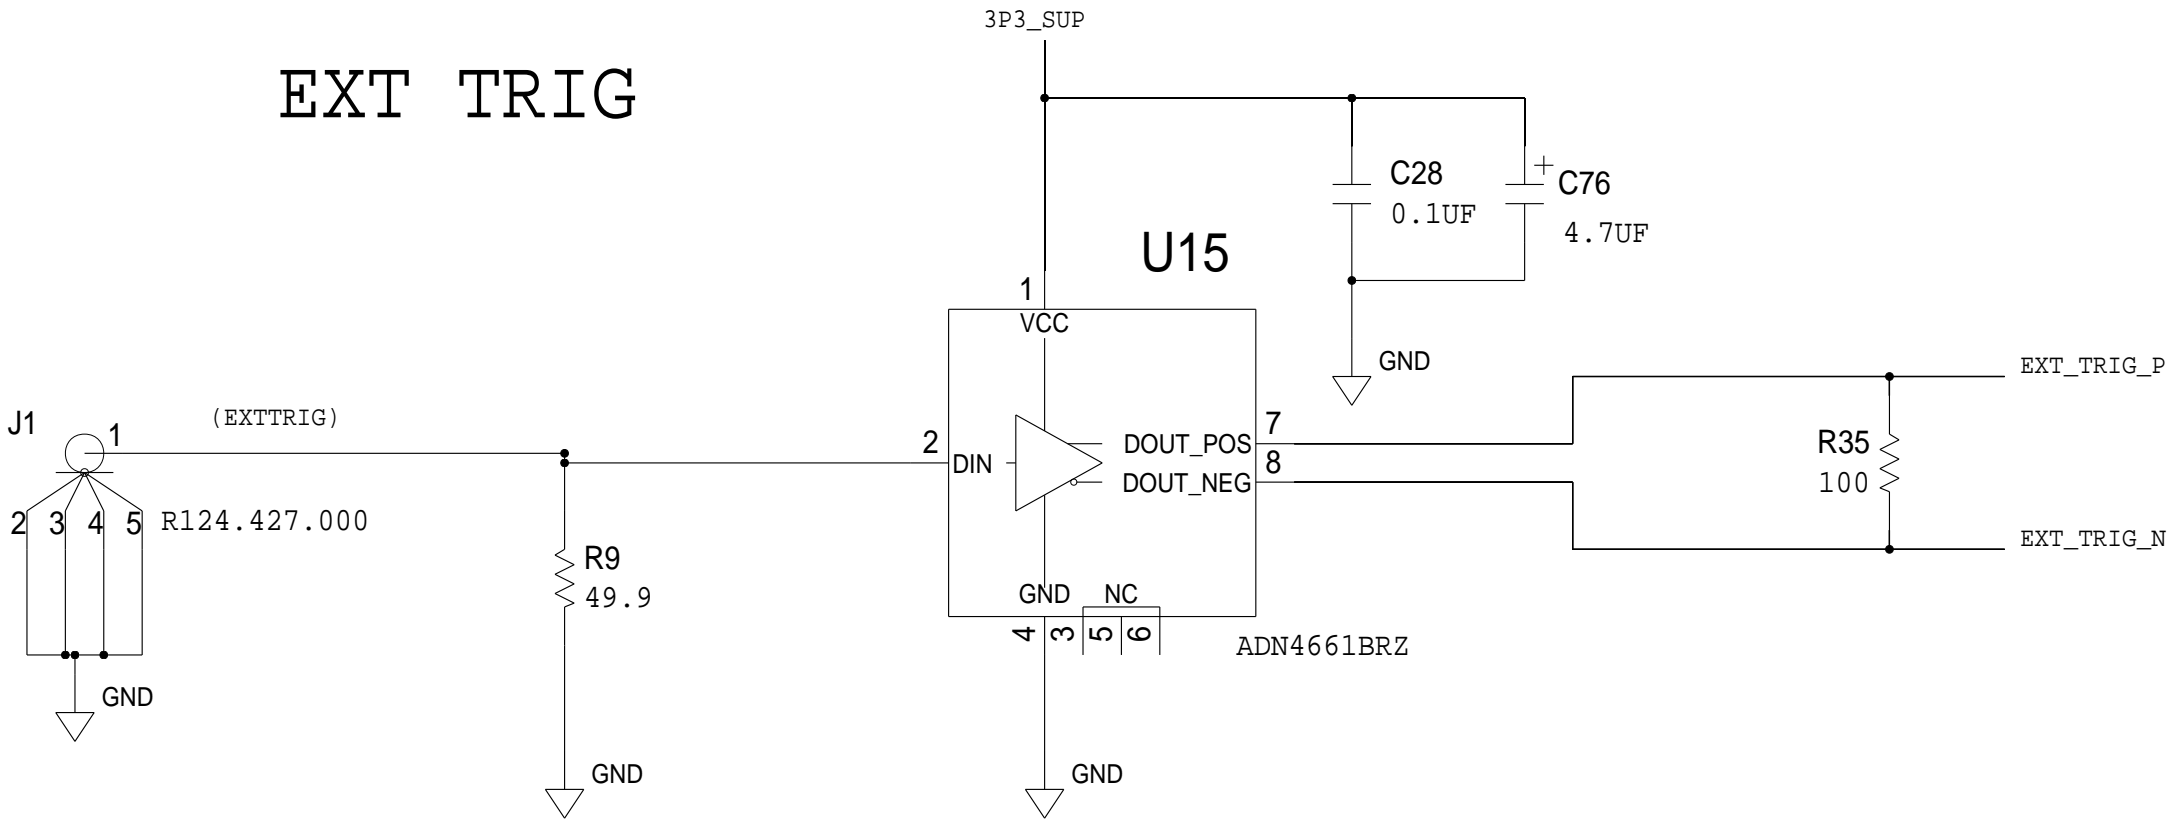 3P3_SUP
EXT TRIG
C28
0.1UF
C76
4.7UF
U15
1
VCC
GND
EXT_TRIG_P
J1
1
(EXTTRIG)
2
DIN
DOUT_POS
7
DOUT_NEG
8
R35
100
2
3
4
5
R124.427.000
EXT_TRIG_N
R9
49.9
GND
NC
4
3
5
6
ADN4661BRZ
GND
GND
GND